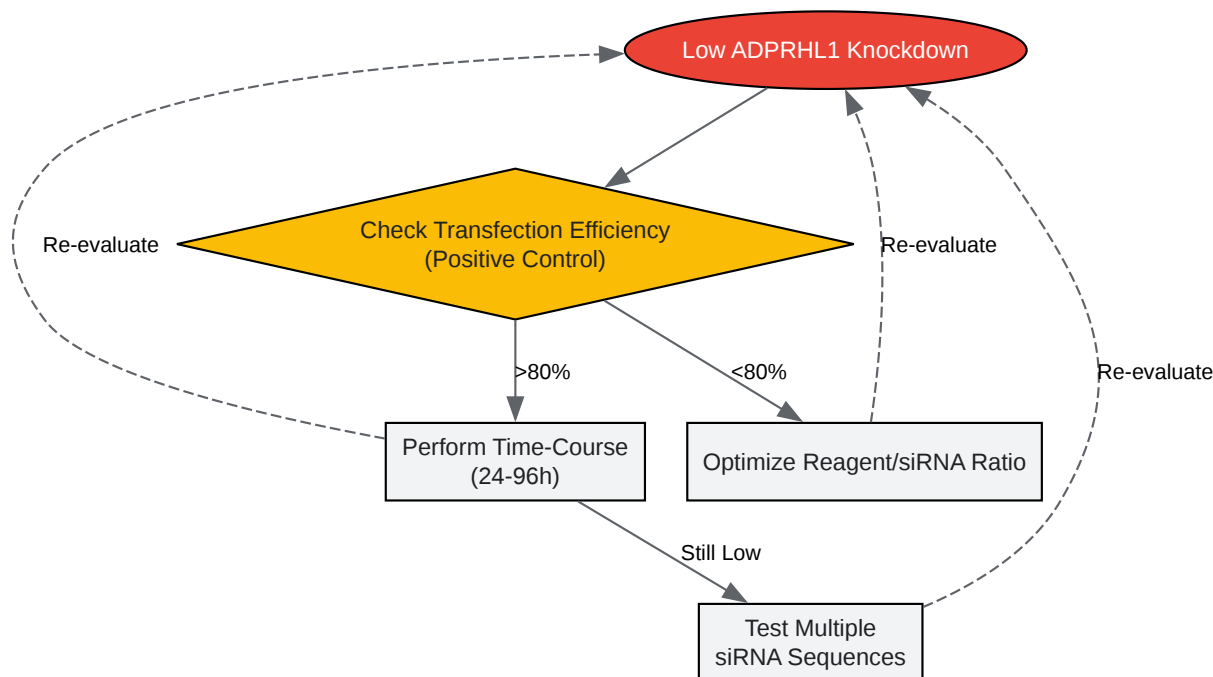 Low ADPRHL1 Knockdown
Check Transfection Efficiency
(Positive Control)
Re-evaluate
Re-evaluate
>80%
<80%
Re-evaluate
Perform Time-Course
(24-96h)
Optimize Reagent/siRNA Ratio
Still Low
Test Multiple
siRNA Sequences